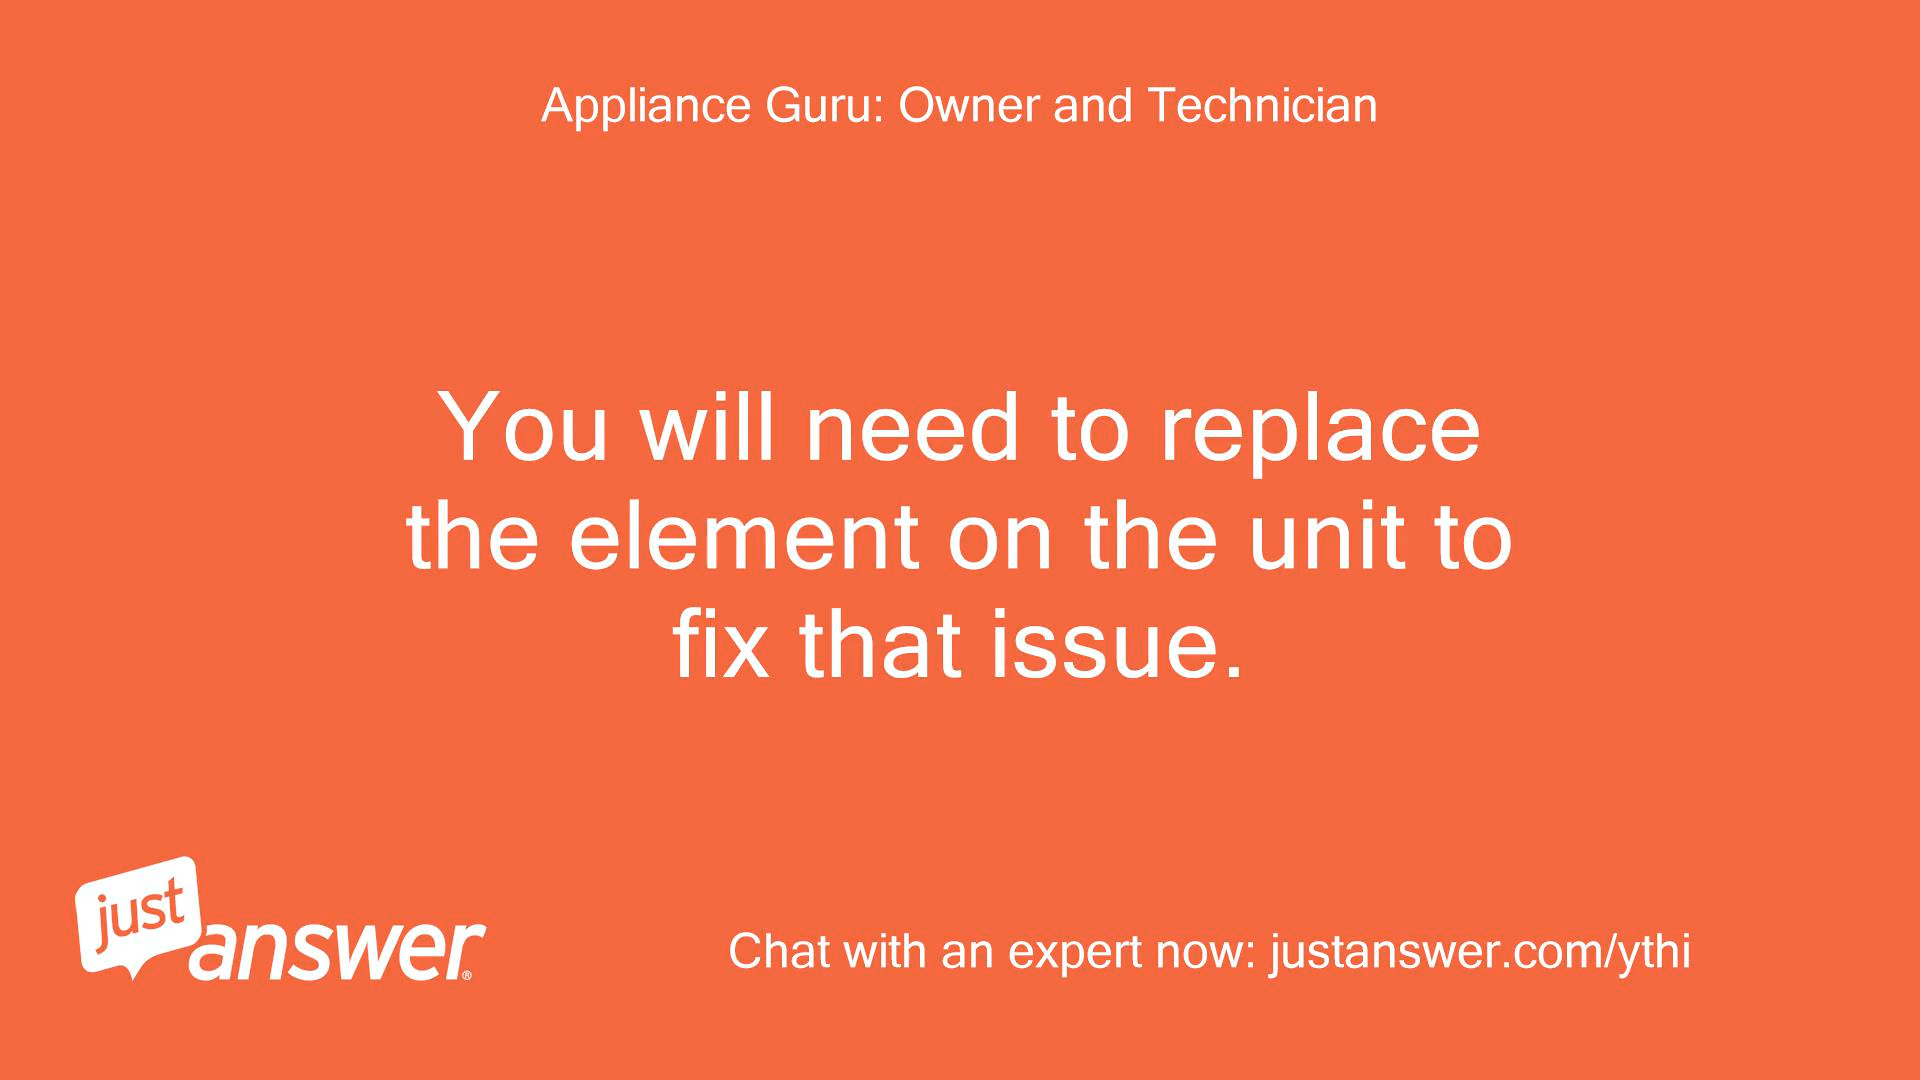 Appliance Guru: Owner and Technician
You will need to replace
the element on the unit to
fix that issue.
just
answer®
Chat with an expert now: justanswer.com/ythi